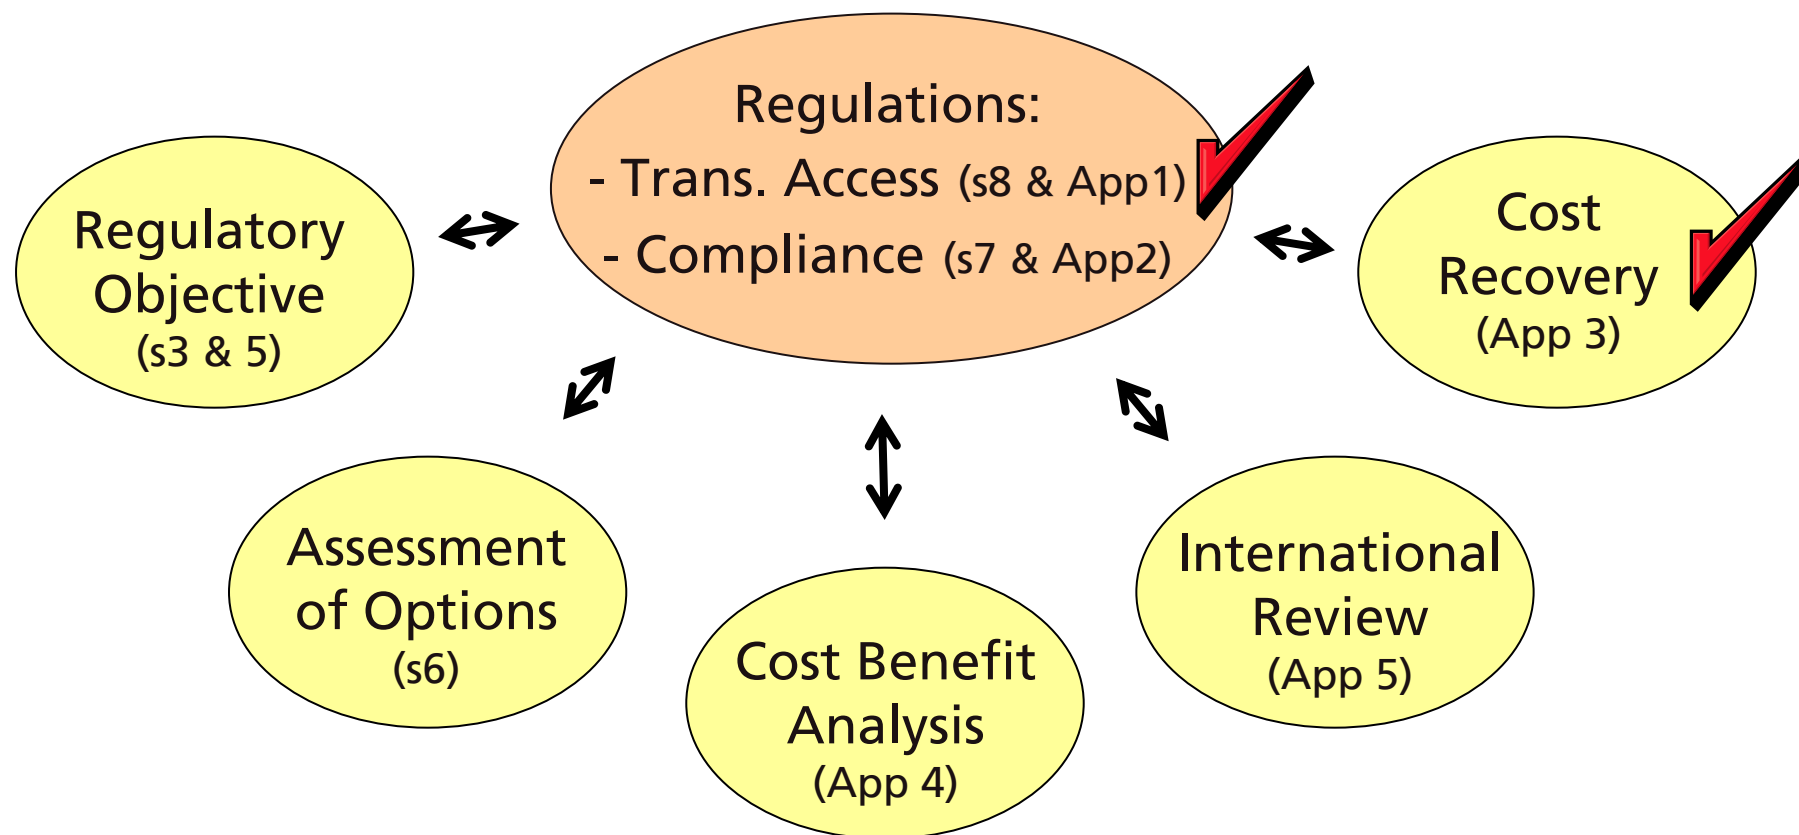 Regulations:
- Trans. Access (s8 & App1)
- Compliance (s7 & App2)
Regulatory
Objective
(s3 & 5)
Cost
Recovery
(App 3)
Assessment
of Options
(s6)
Cost Benefit
Analysis
(App 4)
International
Review
(App 5)